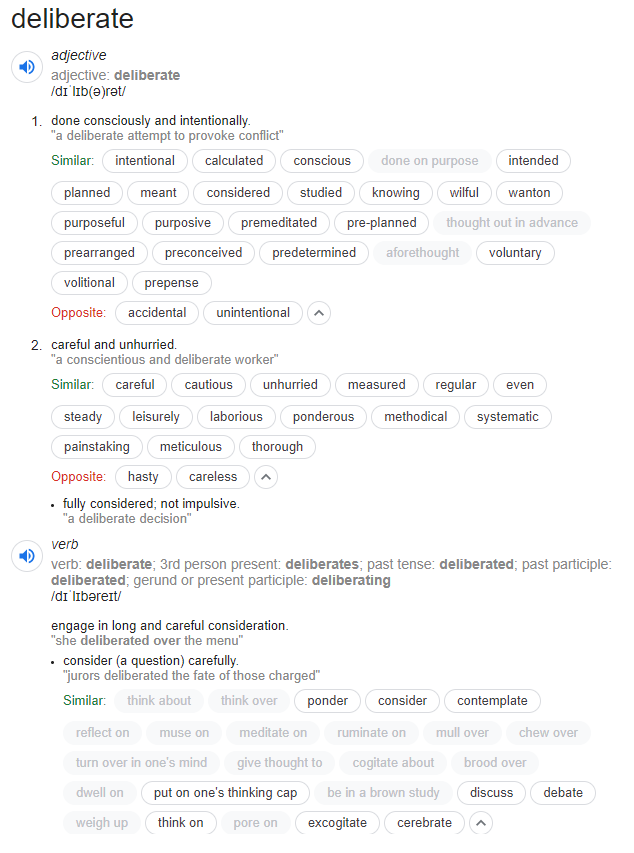 deliberate
adjective
adjective: deliberate
/dɪˈlɪb(ə)rət/
1. done consciously and intentionally.
"a deliberate attempt to provoke conflict"
Similar: intentional calculated conscious done on purpose intended
planned meant considered studied knowing wilful wanton
purposeful purposive premeditated pre-planned thought out in advance
prearranged preconceived predetermined aforethought voluntary
volitional prepense
Opposite: accidental unintentional
2. careful and unhurried.
"a conscientious and deliberate worker"
Similar: careful cautious unhurried measured regular even
steady leisurely laborious ponderous methodical systematic
painstaking meticulous thorough
Opposite: hasty careless
• fully considered; not impulsive.
"a deliberate decision"
verb
verb: deliberate; 3rd person present: deliberates; past tense: deliberated; past participle:
deliberated; gerund or present participle: deliberating
/dɪˈlɪbəreɪt/
engage in long and careful consideration.
"she deliberated over the menu"
• consider (a question) carefully.
"jurors deliberated the fate of those charged"
Similar: think about think over ponder consider contemplate
reflect on muse on meditate on ruminate on mull over chew over
turn over in one's mind give thought to cogitate about brood over
dwell on put on one's thinking cap be in a brown study discuss debate
weigh up think on pore on excogitate cerebrate